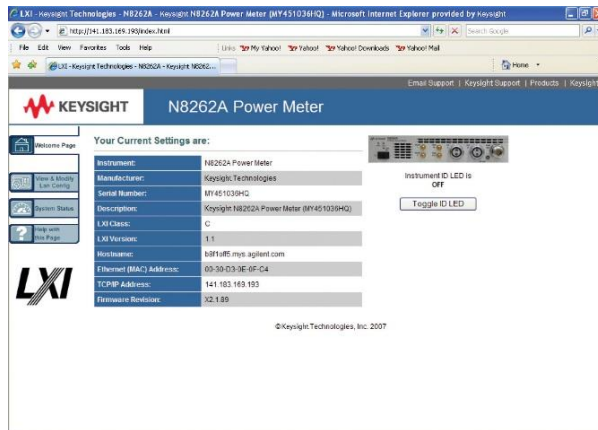 LXI - Keysight Technologies - N8262A - Keysight N8262A Power Meter (MY451036HQ) - Microsoft Internet Explorer provided by Keysight
http://141.183.169.193/index.html
Search Google
File Edit View Favorites Tools Help
Links My Yahoo! Yahoo! Yahoo! Downloads Yahoo! Mail
LXI - Keysight Technologies - N8262A - Keysight N8262...
Home
Email Support | Keysight Support | Products | Keysight
KEYSIGHT
N8262A Power Meter
Welcome Page
View & Modify
Lan Config
System Status
Help with
this Page
LXI
Your Current Settings are:
Instrument: N8262A Power Meter
Manufacturer: Keysight Technologies
Serial Number: MY451036HQ
Description: Keysight N8262A Power Meter (MY451036HQ)
LXI Class: C
LXI Version: 1.1
Hostname: b8f1off5.mys.agilent.com
Ethernet (MAC) Address: 00-30-D3-0E-0F-C4
TCP/IP Address: 141.183.169.193
Firmware Revision: X2.1.89
Instrument ID LED is
OFF
Toggle ID LED
©Keysight Technologies, Inc. 2007